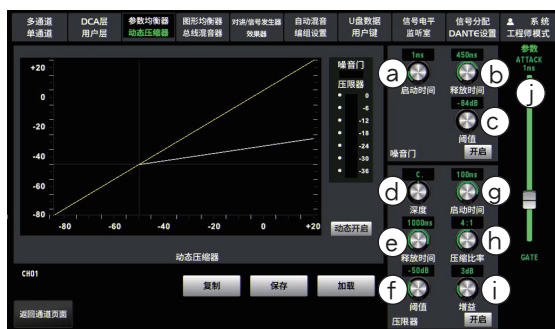 多通道 DCA层 参数均衡器 图形均衡器 对讲/信号发生器 自动混音 U盘数据 信号电平 信号分配 系 统
单通道 用户层 动态压缩器 总线混音器 效果器 编组设置 用户键 监听室 DANTE设置 工程师模式
+20
0
-20
-40
-60
-80
-80 -60 -40 -20 0 +20
动态压缩器
噪音门
压限器
0
-6
-12
-18
-24
-30
-36
动态开启
1ms 450ms
a b
启动时间 释放时间
-84dB
c
阈值
噪音门 开启
C. 100ms
d g
深度 启动时间
1000ms 4:1
e h
释放时间 压缩比率
-50dB 3dB
f i
阈值 增益
压限器 开启
参数
ATTACK
1ms
j
GATE
CH01
复制 保存 加载
返回通道页面